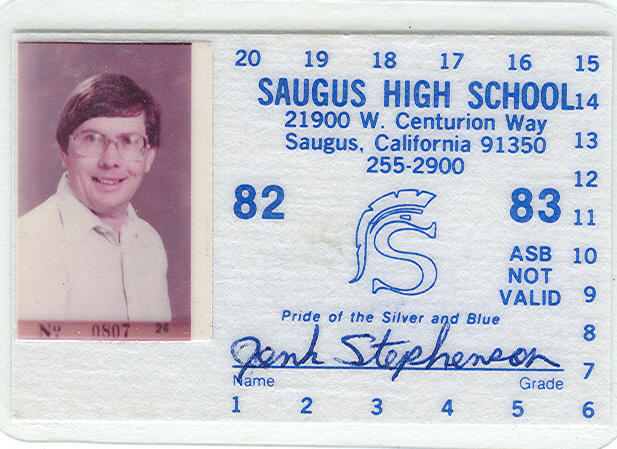 20 19 18 17 16 15
SAUGUS HIGH SCHOOL 14
21900 W. Centurion Way
13
Saugus, California 91350
255-2900
12
82 83 11
S
ASB 10
NOT
VALID 9
Pride of the Silver and Blue
8
Stephenson
7
Name Grade
1 2 3 4 5 6
Nº 0807 24